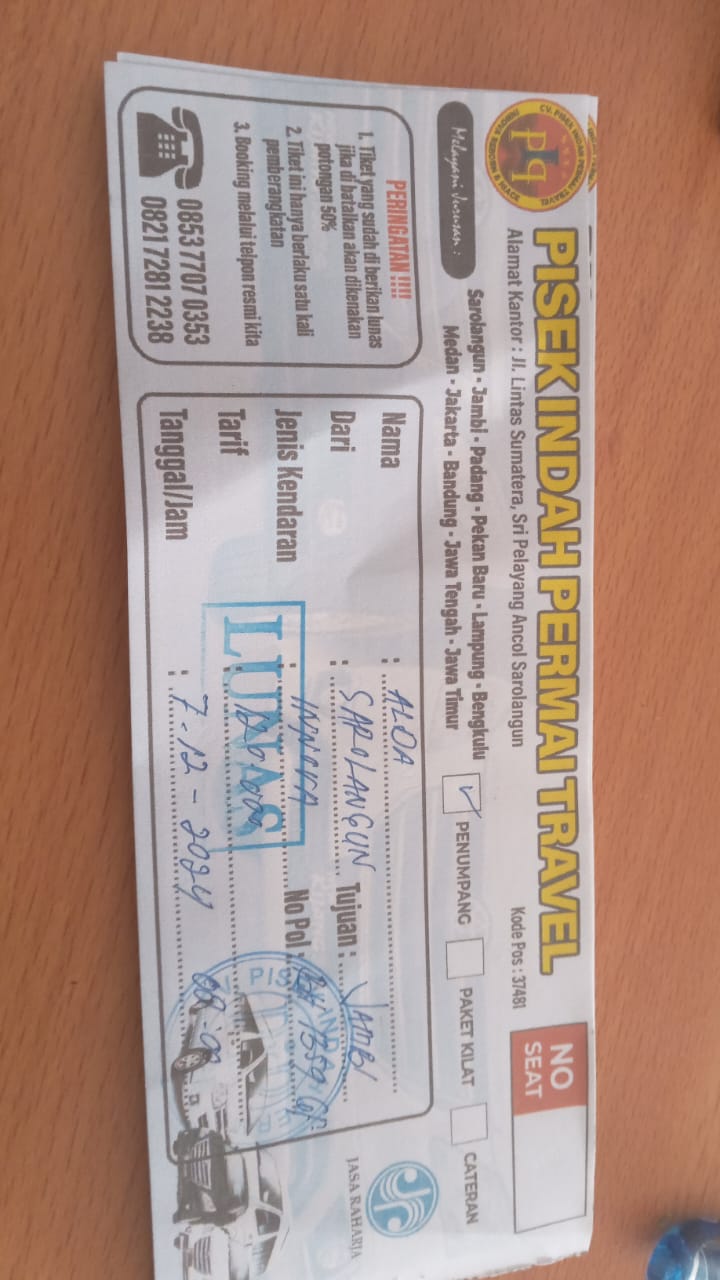 PISEK INDAH PERMAI TRAVEL
Alamat Kantor : Jl. Lintas Sumatera, Sri Pelayang Ancol Sarolangun
Kode Pos : 37481
NO SEAT
Melayani Jurusan :
Sarolangun - Jambi - Padang - Pekan Baru - Lampung - Bengkulu
Medan - Jakarta - Bandung - Jawa Tengah - Jawa Timur
PENUMPANG
PAKET KILAT
CATERAN
PERINGATAN !!!!
1. Tiket yang sudah di berikan lunas
jika di batalkan akan dikenakan
potongan 50%
2. Tiket ini hanya berlaku satu kali
pemberangkatan
3. Booking melalui telpon resmi kita
0853 7707 0353
0821 7281 2238
Nama : ALDA
Dari : SAROLANGUN Tujuan : JAMBI
Jenis Kendaran : INNOVA No Pol :
Tarif :
LUNAS
Tanggal/Jam : 7-12-2024
JASA RAHARJA